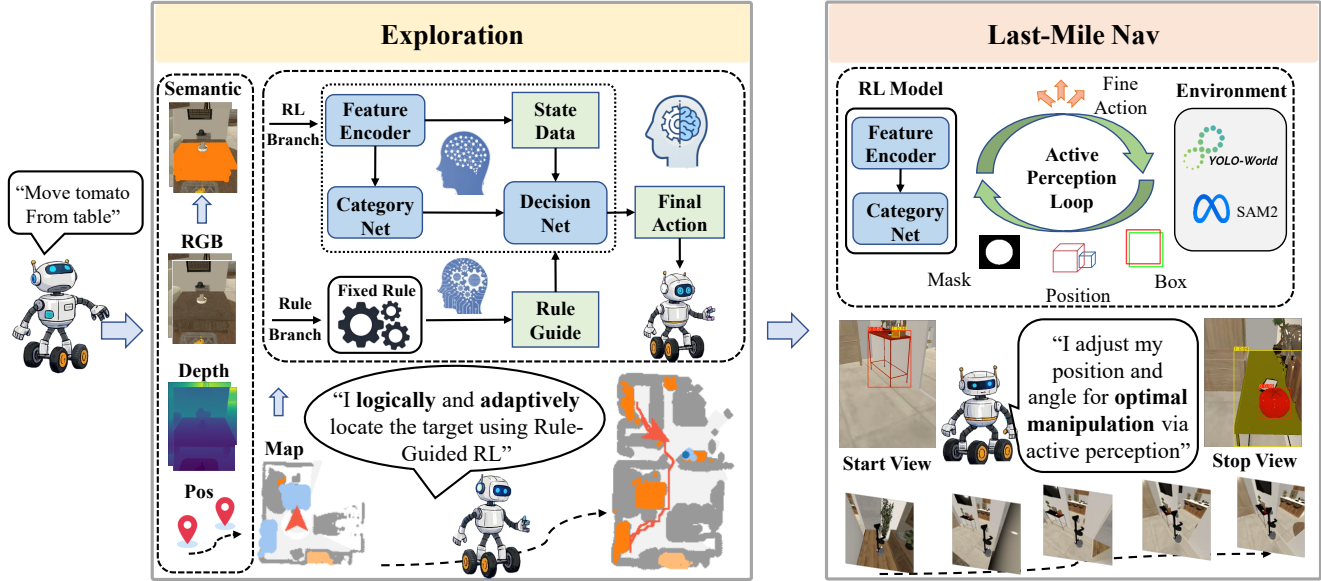 Exploration
Last-Mile Nav
"Move tomato
From table"
Semantic
RGB
Depth
Pos
RL
Branch
Feature
Encoder
State
Data
Category
Net
Decision
Net
Final
Action
Rule
Branch
Fixed Rule
Rule
Guide
Map
"I logically and adaptively
locate the target using Rule-
Guided RL"
RL Model
Feature
Encoder
Category
Net
Fine
Action
Active
Perception
Loop
Environment
YOLO-World
SAM2
Mask
Position
Box
"I adjust my
position and
angle for optimal
manipulation via
active perception"
Start View
Stop View